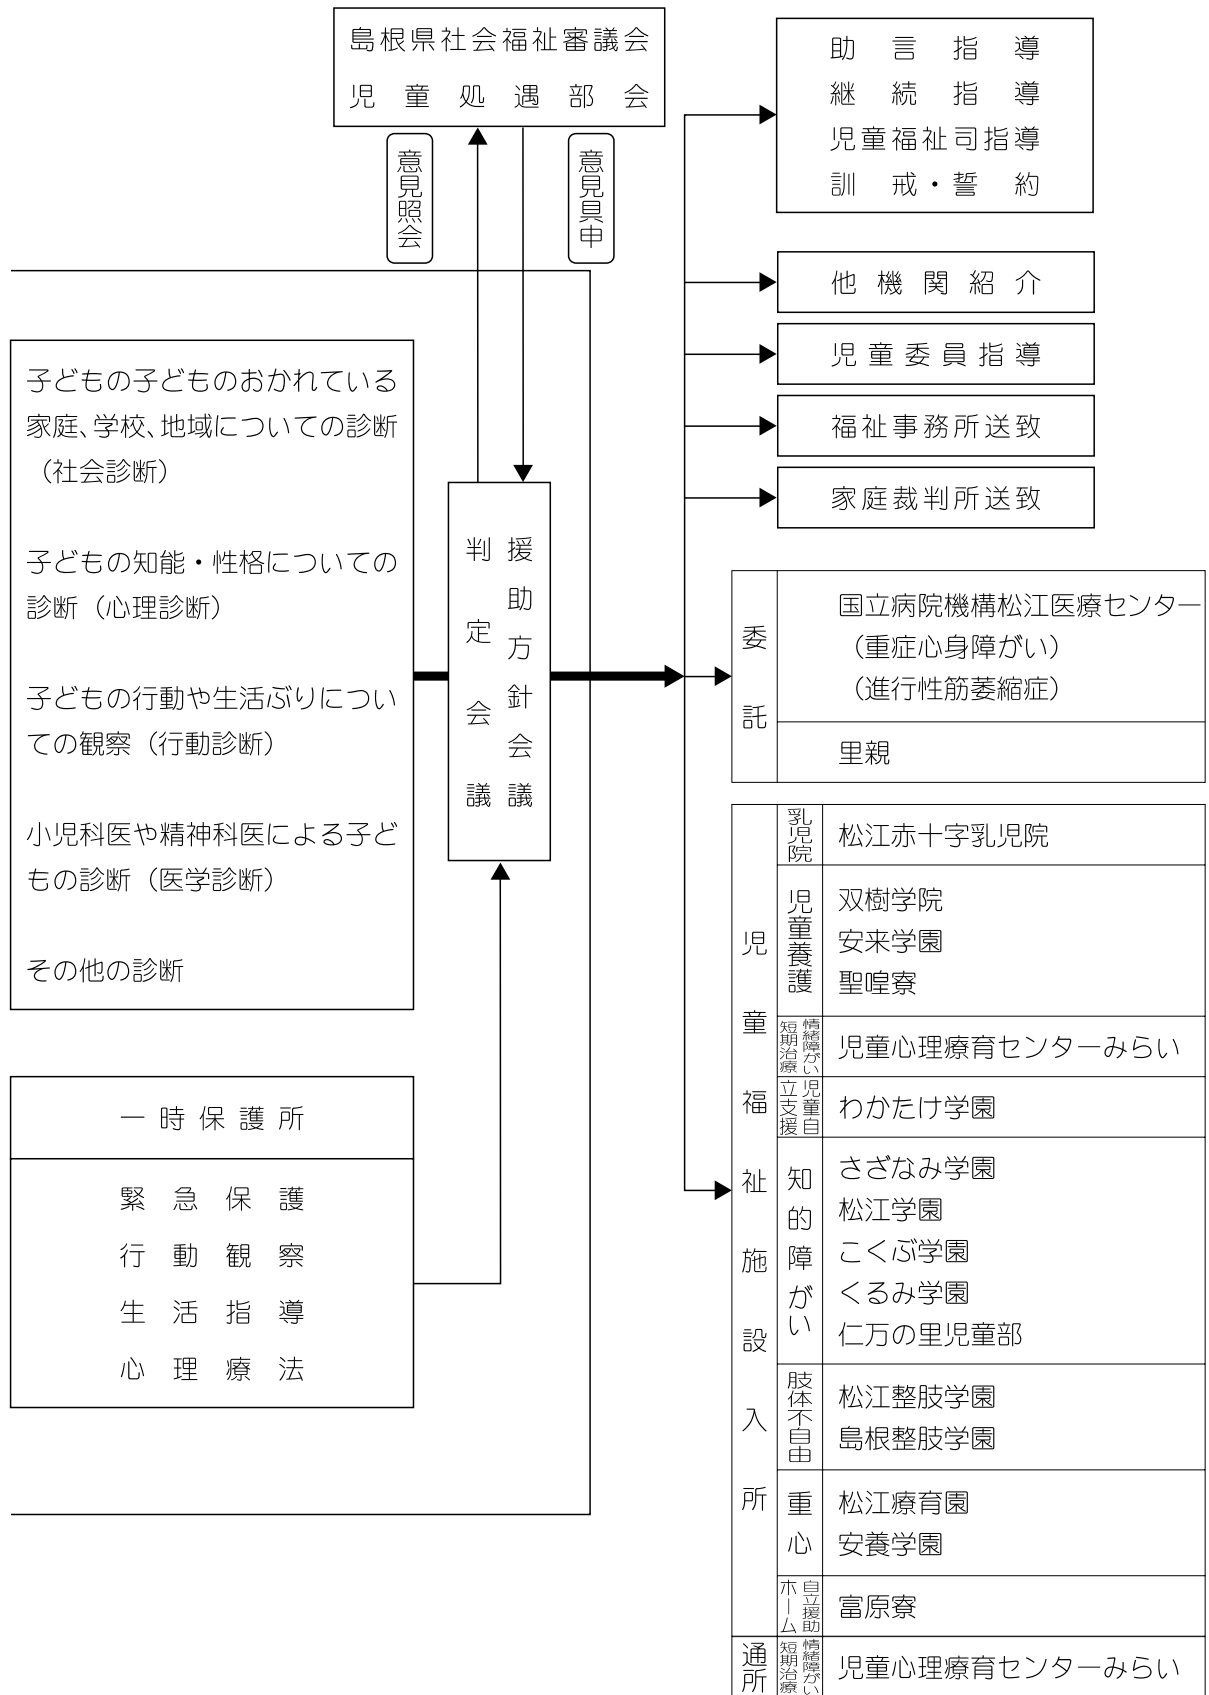 島根県社会福祉審議会
児童処遇部会
意見照会
意見具申
子どもの子どものおかれている
家庭、学校、地域についての診断
（社会診断）
子どもの知能・性格についての
診断（心理診断）
子どもの行動や生活ぶりについ
ての観察（行動診断）
小児科医や精神科医による子ど
もの診断（医学診断）
その他の診断
一時保護所
緊急保護
行動観察
生活指導
心理療法
援助方針会議
判定会議
助言指導
継続指導
児童福祉司指導
訓戒・誓約
他機関紹介
児童委員指導
福祉事務所送致
家庭裁判所送致
委託
国立病院機構松江医療センター
（重症心身障がい）
（進行性筋萎縮症）
里親
児童福祉施設入所
乳児院
松江赤十字乳児院
児童養護
双樹学院
安来学園
聖喤寮
情緒障がい
短期治療
児童心理療育センターみらい
児童自
立支援
わかたけ学園
知的障がい
さざなみ学園
松江学園
こくぶ学園
くるみ学園
仁万の里児童部
肢体不自由
松江整肢学園
島根整肢学園
重心
松江療育園
安養学園
自立援助
ホーム
富原寮
通所
情緒障がい
短期治療
児童心理療育センターみらい